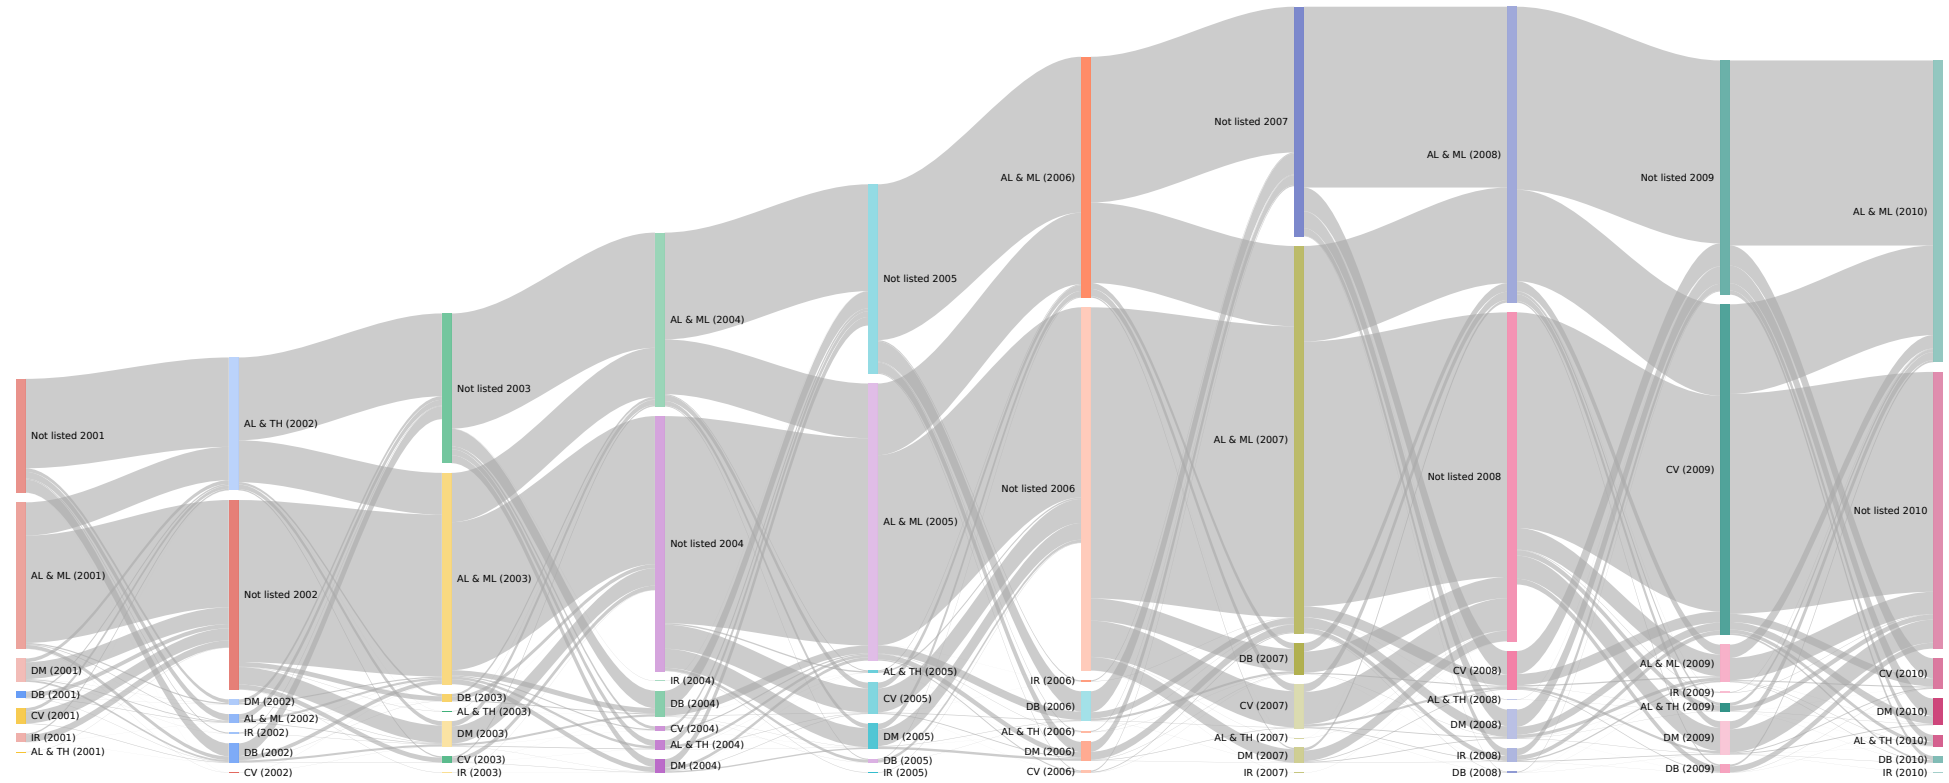 Not listed 2001
AL & ML (2001)
DM (2001)
DB (2001)
CV (2001)
IR (2001)
AL & TH (2001)
AL & TH (2002)
Not listed 2002
DM (2002)
AL & ML (2002)
IR (2002)
DB (2002)
CV (2002)
Not listed 2003
AL & ML (2003)
DB (2003)
AL & TH (2003)
DM (2003)
CV (2003)
IR (2003)
AL & ML (2004)
Not listed 2004
IR (2004)
DB (2004)
CV (2004)
AL & TH (2004)
DM (2004)
Not listed 2005
AL & ML (2005)
AL & TH (2005)
CV (2005)
DM (2005)
DB (2005)
IR (2005)
AL & ML (2006)
Not listed 2006
IR (2006)
DB (2006)
AL & TH (2006)
DM (2006)
CV (2006)
Not listed 2007
AL & ML (2007)
DB (2007)
CV (2007)
AL & TH (2007)
DM (2007)
IR (2007)
AL & ML (2008)
Not listed 2008
CV (2008)
AL & TH (2008)
DM (2008)
IR (2008)
DB (2008)
Not listed 2009
CV (2009)
AL & ML (2009)
IR (2009)
AL & TH (2009)
DM (2009)
DB (2009)
AL & ML (2010)
Not listed 2010
CV (2010)
DM (2010)
AL & TH (2010)
DB (2010)
IR (2010)